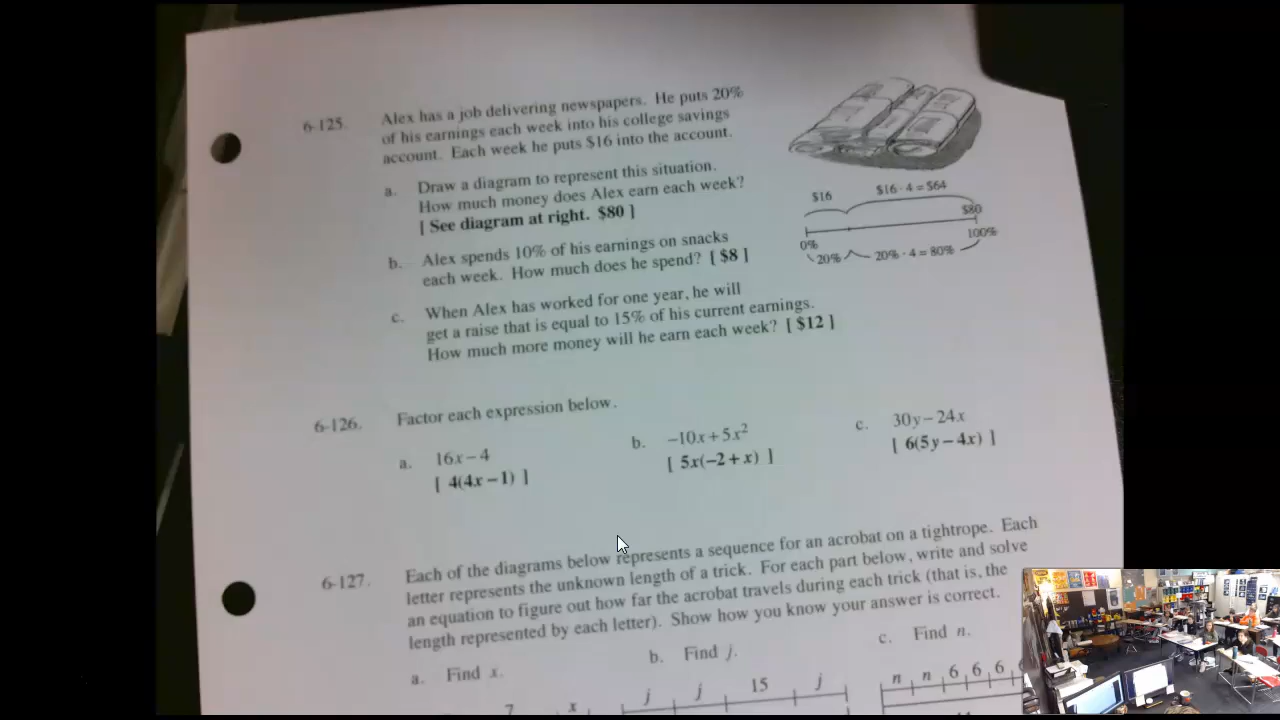 6-125. Alex has a job delivering newspapers. He puts 20%
of his earnings each week into his college savings
account. Each week he puts $16 into the account.
a. Draw a diagram to represent this situation.
How much money does Alex earn each week?
[ See diagram at right. $80 ]
$16 $16 · 4 = $64
$80
0% 100%
20% 20% · 4 = 80%
b. Alex spends 10% of his earnings on snacks
each week. How much does he spend? [ $8 ]
c. When Alex has worked for one year, he will
get a raise that is equal to 15% of his current earnings.
How much more money will he earn each week? [ $12 ]
6-126. Factor each expression below.
a. 16x – 4 b. –10x + 5x² c. 30y – 24x
[ 4(4x – 1) ] [ 5x(–2 + x) ] [ 6(5y – 4x) ]
6-127. Each of the diagrams below represents a sequence for an acrobat on a tightrope. Each
letter represents the unknown length of a trick. For each part below, write and solve
an equation to figure out how far the acrobat travels during each trick (that is, the
length represented by each letter). Show how you know your answer is correct.
a. Find x. b. Find j. c. Find n.
7 x j j 15 j n n 6 6 6